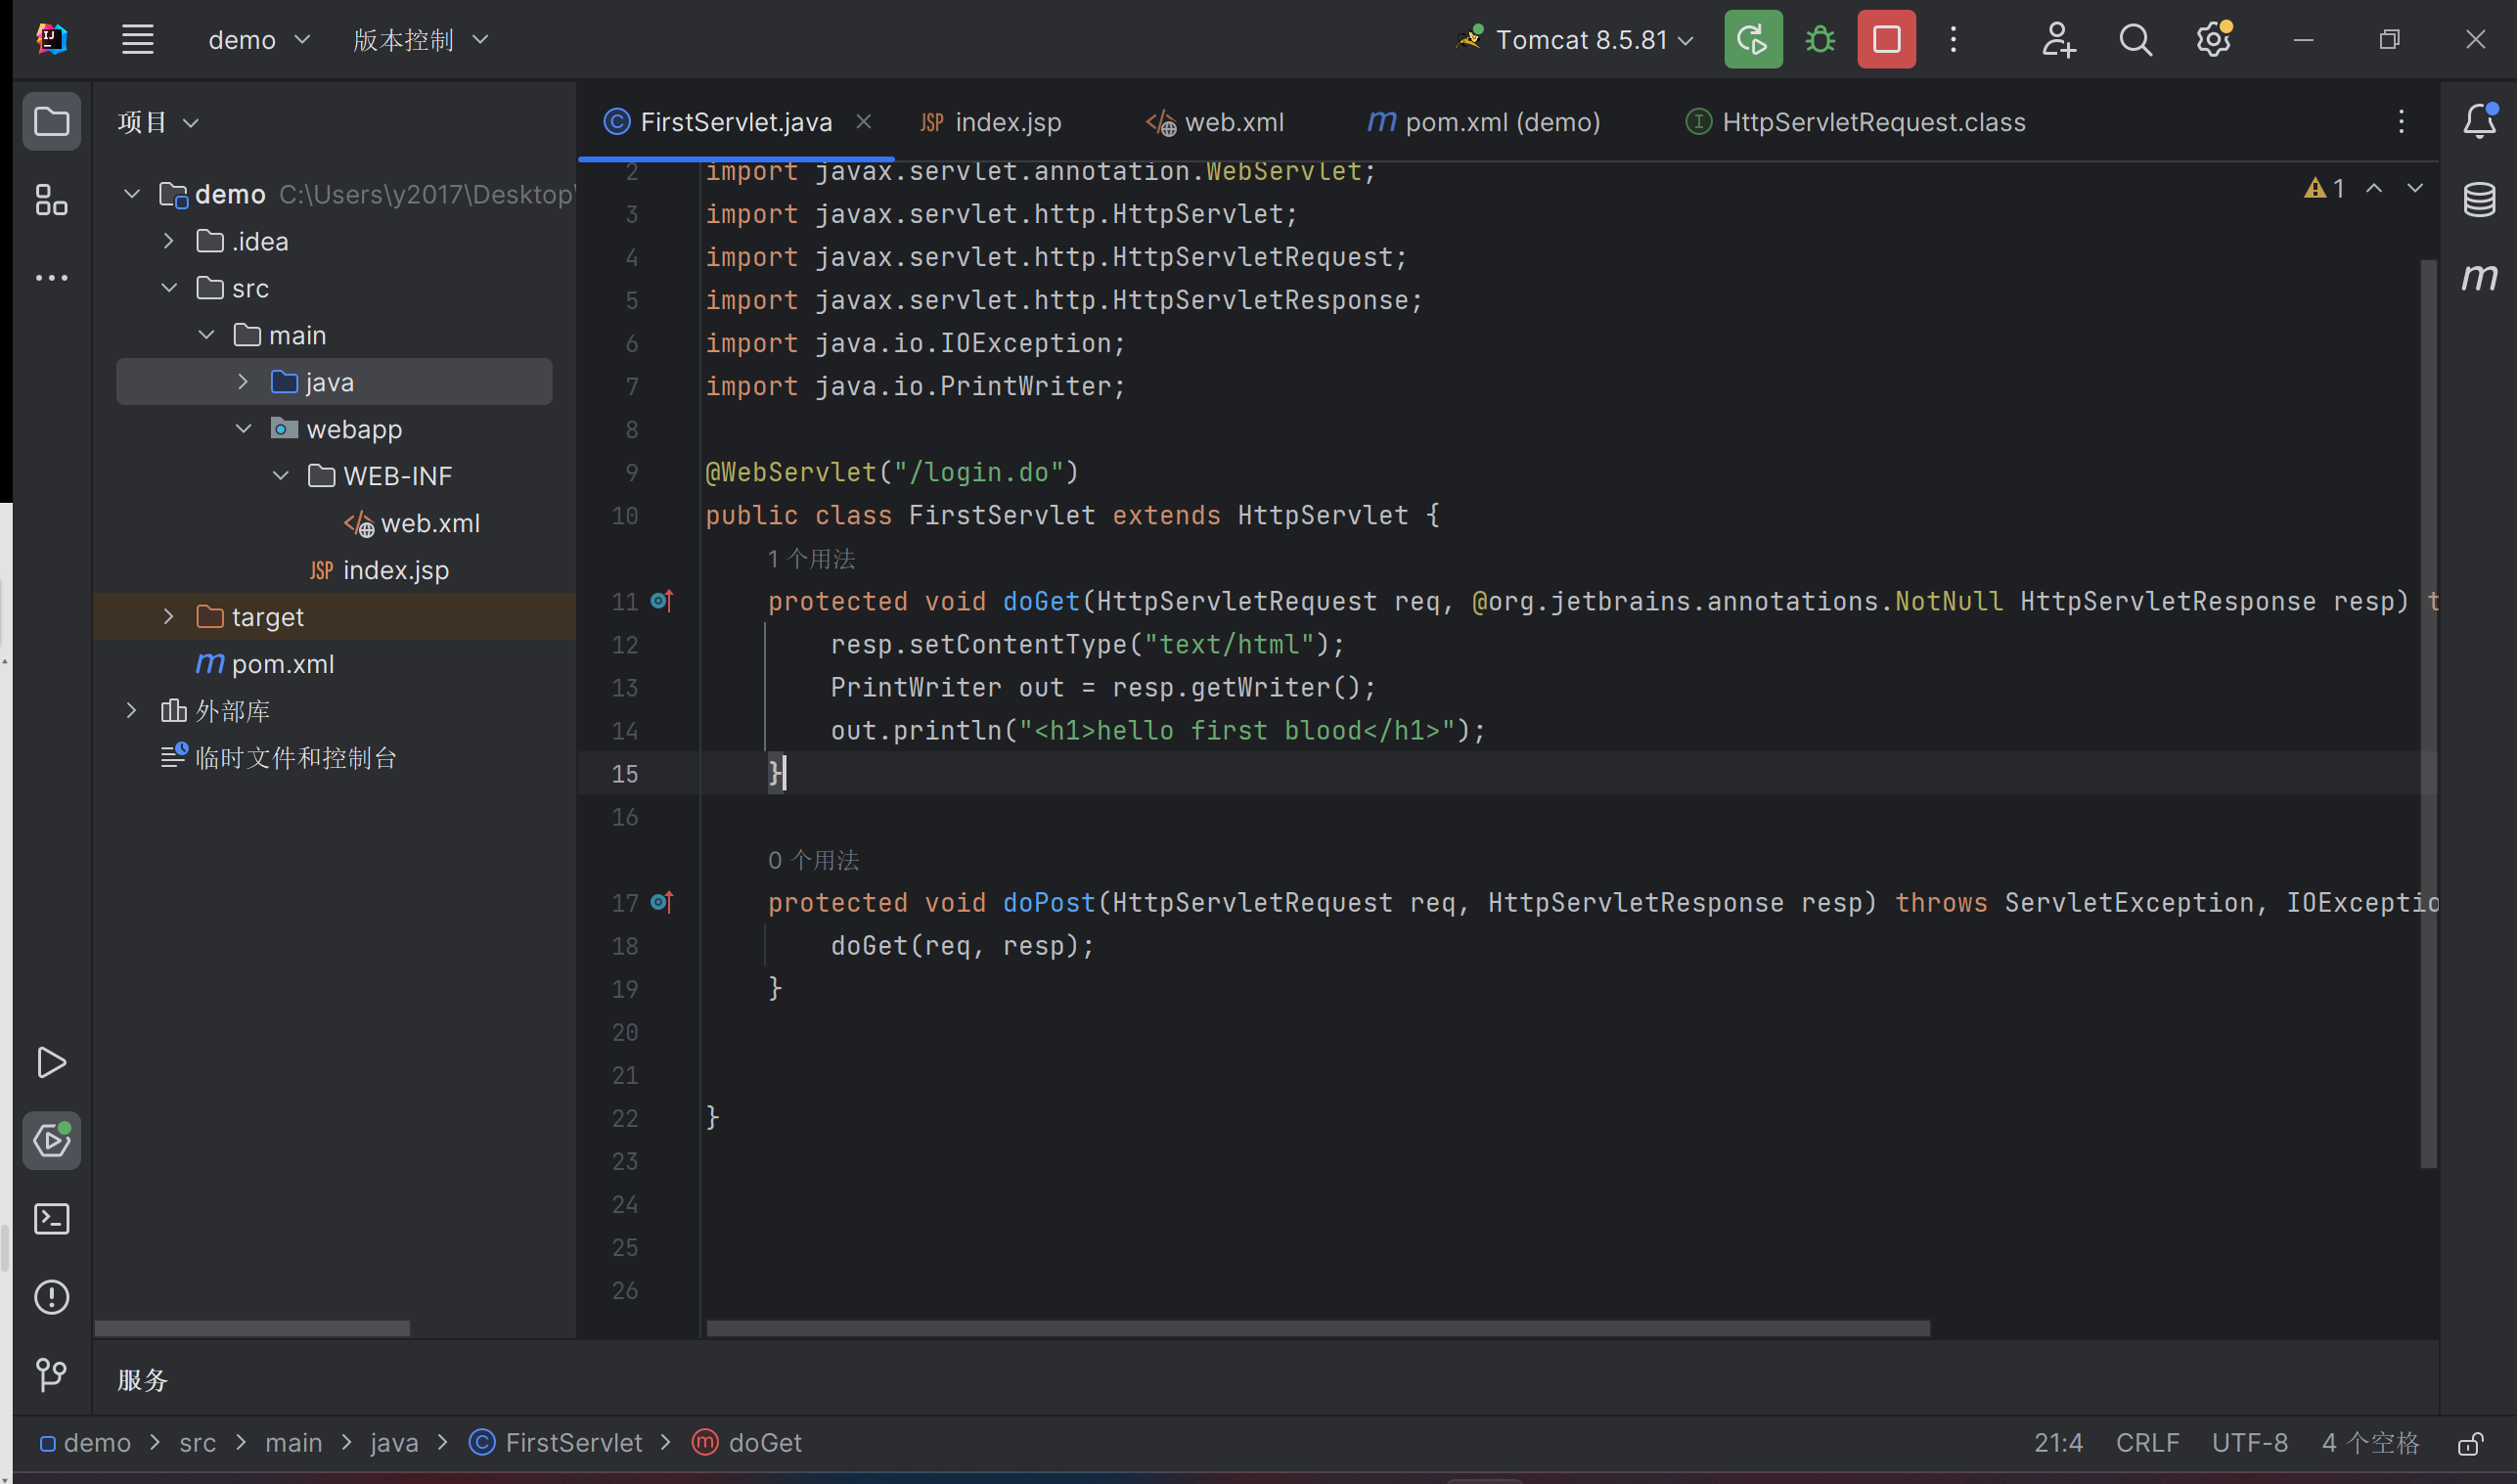 demo 版本控制 Tomcat 8.5.81
项目
FirstServlet.java JSP index.jsp web.xml m pom.xml (demo) HttpServletRequest.class
demo C:\Users\y2017\Desktop\
.idea
src
main
java
webapp
WEB-INF
web.xml
JSP index.jsp
target
m pom.xml
外部库
临时文件和控制台
1
2 import javax.servlet.annotation.WebServlet;
3 import javax.servlet.http.HttpServlet;
4 import javax.servlet.http.HttpServletRequest;
5 import javax.servlet.http.HttpServletResponse;
6 import java.io.IOException;
7 import java.io.PrintWriter;
8
9 @WebServlet("/login.do")
10 public class FirstServlet extends HttpServlet {
1 个用法
11 protected void doGet(HttpServletRequest req, @org.jetbrains.annotations.NotNull HttpServletResponse resp) t
12 resp.setContentType("text/html");
13 PrintWriter out = resp.getWriter();
14 out.println("<h1>hello first blood</h1>");
15 }
16
0 个用法
17 protected void doPost(HttpServletRequest req, HttpServletResponse resp) throws ServletException, IOExceptio
18 doGet(req, resp);
19 }
20
21
22 }
23
24
25
26
m
服务
demo src main java FirstServlet doGet
21:4 CRLF UTF-8 4 个空格